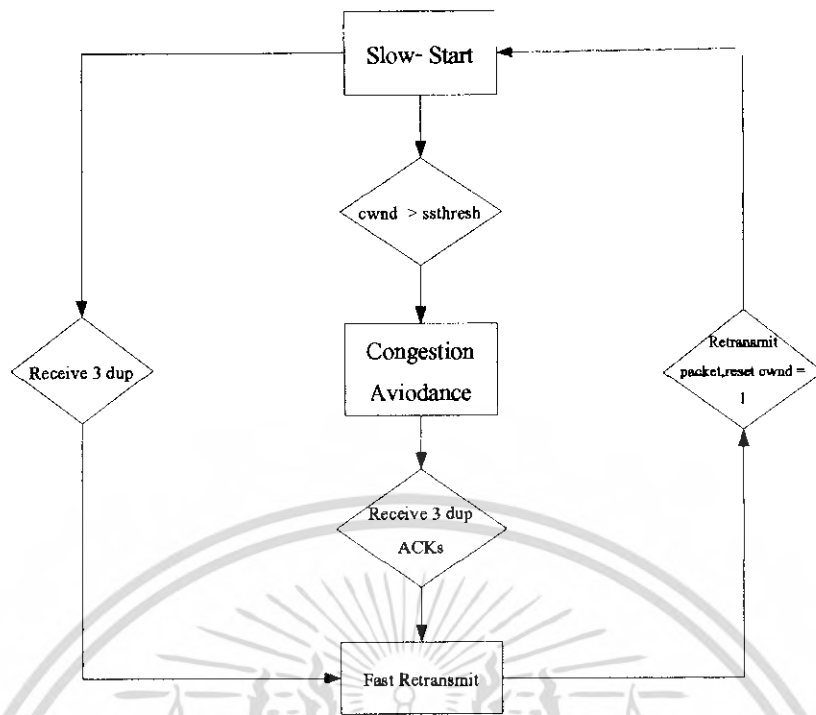 Slow- Start
cwnd > ssthresh
Congestion
Aviodance
Receive 3 dup
Retransmit
packet,reset cwnd =
1
Receive 3 dup
ACKs
Fast Retransmit